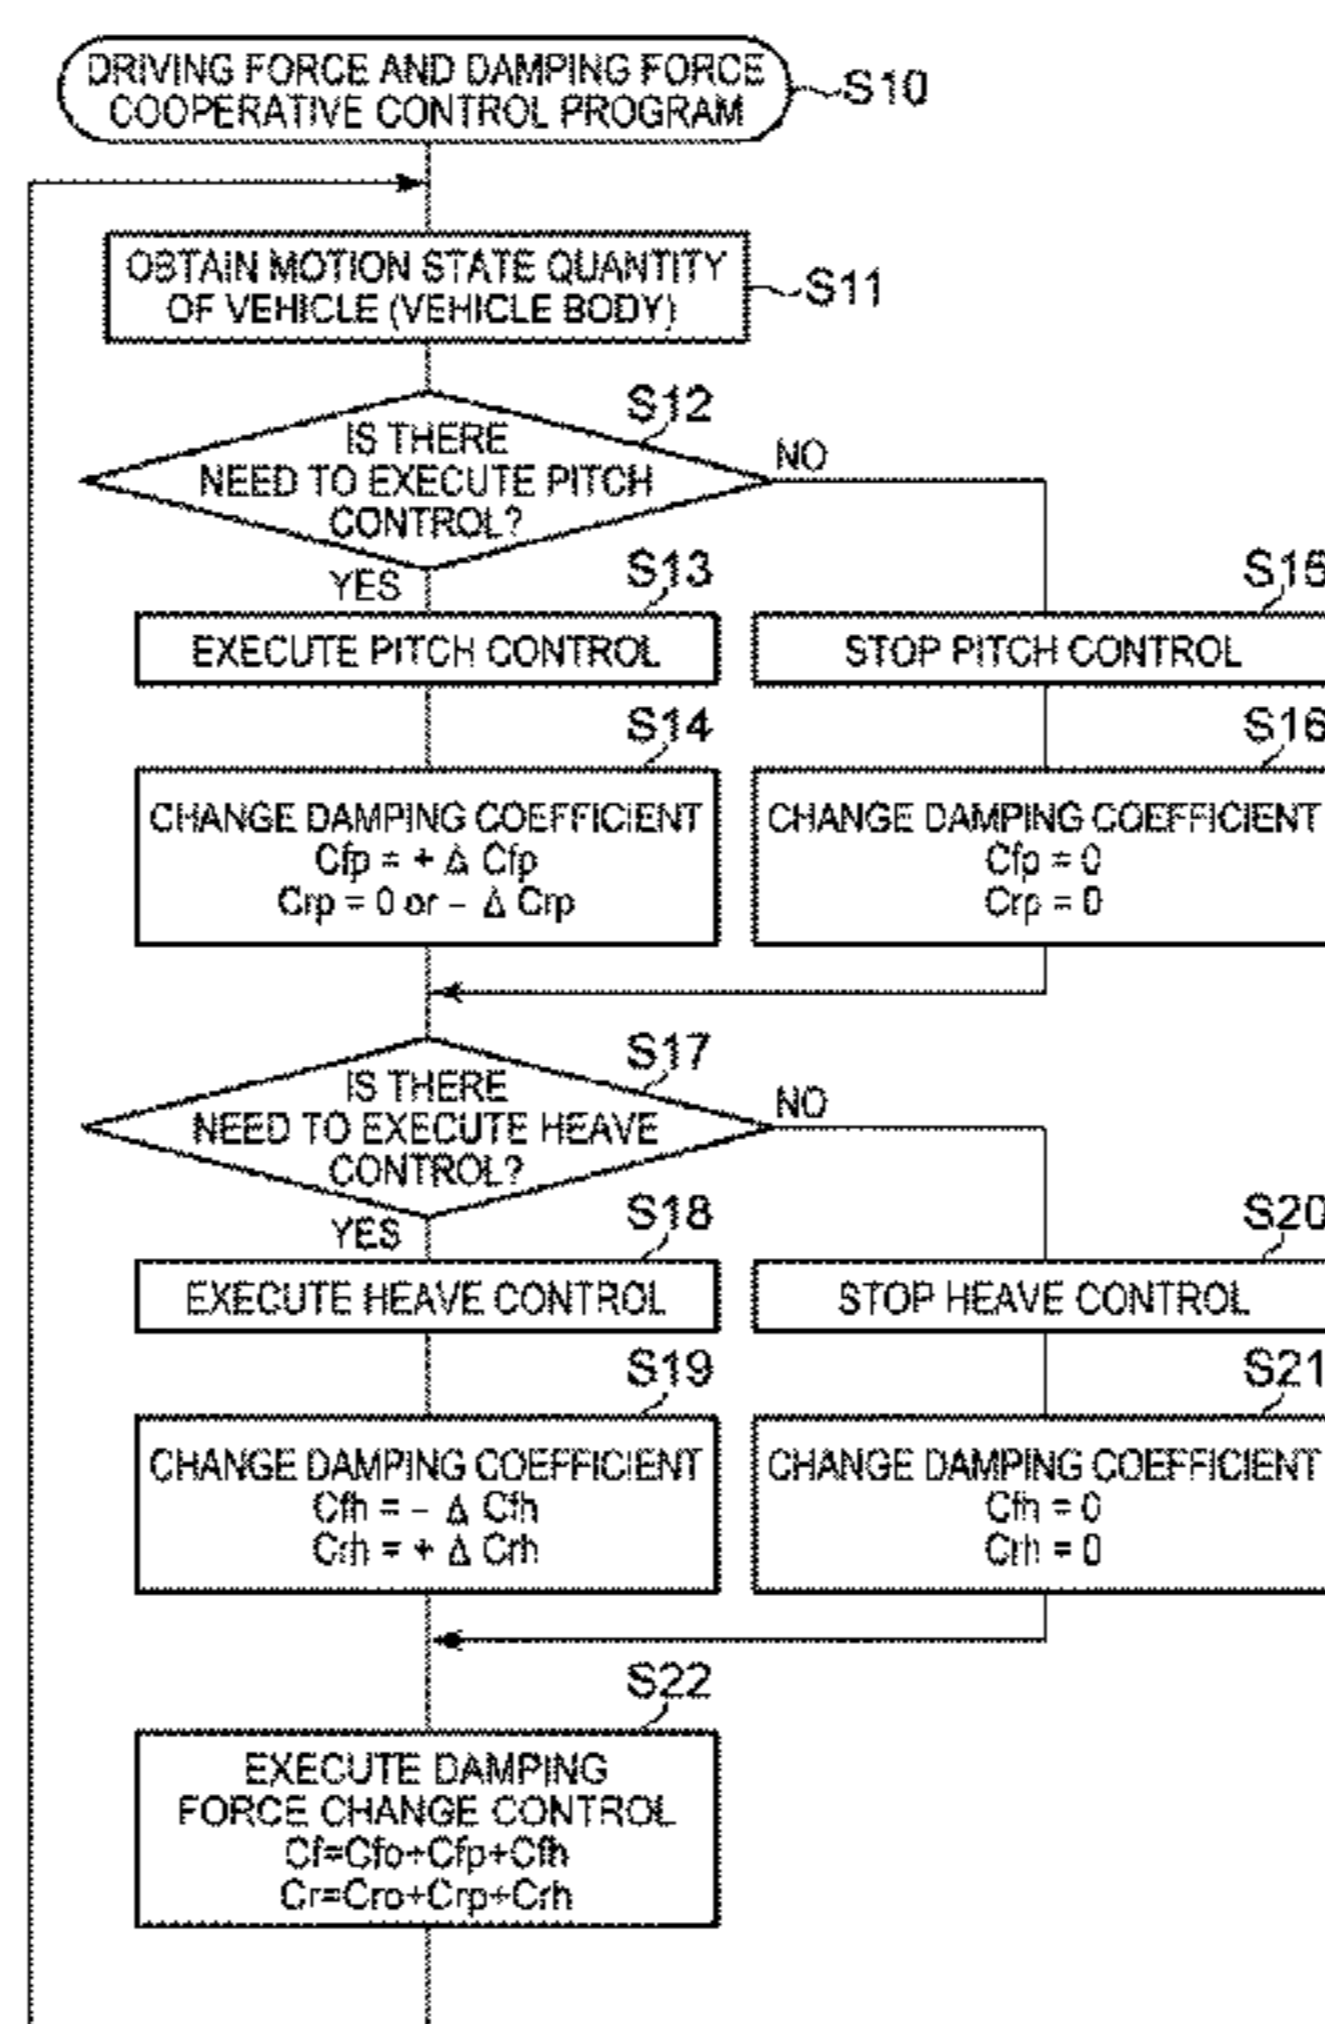 DRIVING FORCE AND DAMPING FORCE
COOPERATIVE CONTROL PROGRAM
S10
OBTAIN MOTION STATE QUANTITY
OF VEHICLE (VEHICLE BODY)
S11
S12
IS THERE
NEED TO EXECUTE PITCH
CONTROL?
NO
YES
S13
EXECUTE PITCH CONTROL
S15
STOP PITCH CONTROL
S14
CHANGE DAMPING COEFFICIENT
Cfp = + Δ Cfp
Crp = 0 or - Δ Crp
S16
CHANGE DAMPING COEFFICIENT
Cfp = 0
Crp = 0
S17
IS THERE
NEED TO EXECUTE HEAVE
CONTROL?
NO
YES
S18
EXECUTE HEAVE CONTROL
S20
STOP HEAVE CONTROL
S19
CHANGE DAMPING COEFFICIENT
Cfh = - Δ Cfh
Crh = + Δ Crh
S21
CHANGE DAMPING COEFFICIENT
Cfh = 0
Crh = 0
S22
EXECUTE DAMPING
FORCE CHANGE CONTROL
Cf=Cfo+Cfp+Cfh
Cr=Cro+Crp+Crh